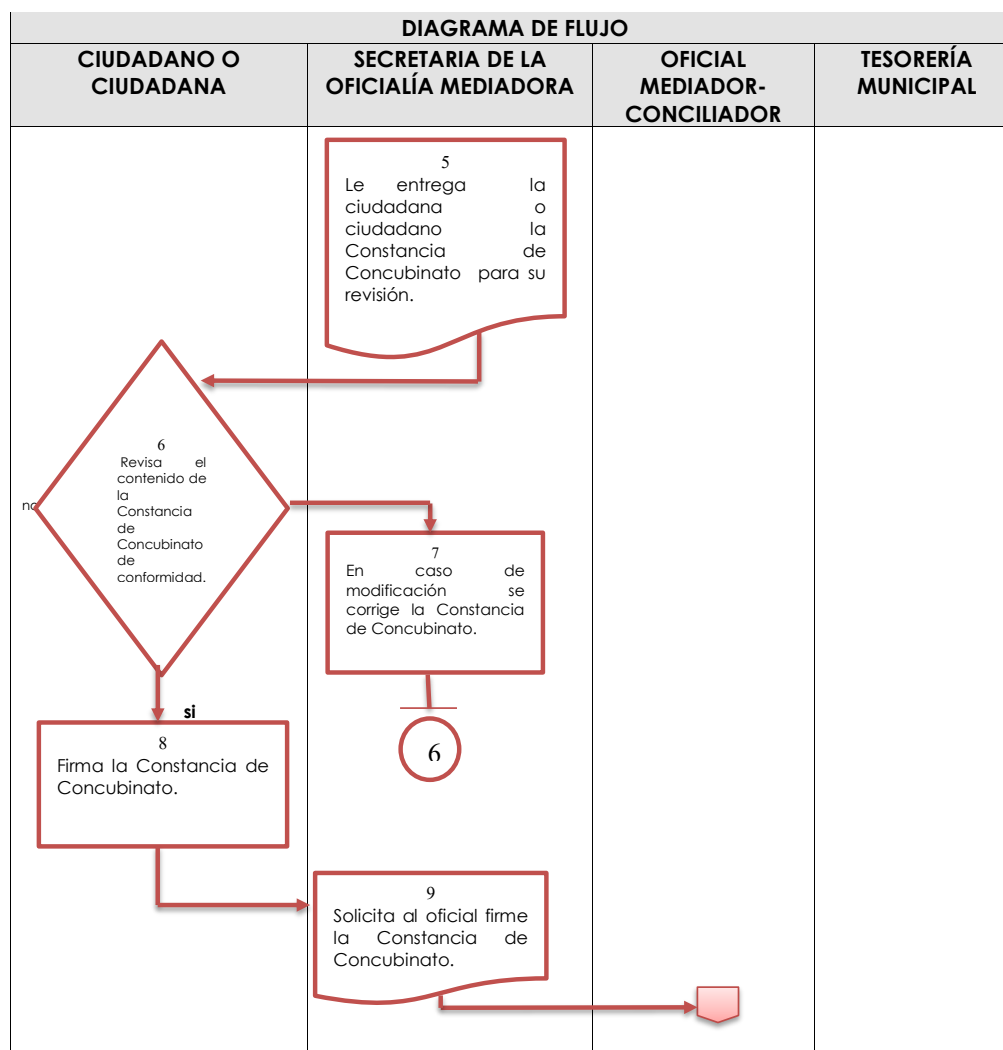 DIAGRAMA DE FLUJO
CIUDADANO O
CIUDADANA
SECRETARIA DE LA
OFICIALÍA MEDIADORA
OFICIAL
MEDIADOR-
CONCILIADOR
TESORERÍA
MUNICIPAL
5
Le entrega la
ciudadana o
ciudadano la
Constancia de
Concubinato para su
revisión.
6
Revisa el
contenido de
la
Constancia
de
Concubinato
de
conformidad.
no
7
En caso de
modificación se
corrige la Constancia
de Concubinato.
si
6
8
Firma la Constancia de
Concubinato.
9
Solicita al oficial firme
la Constancia de
Concubinato.